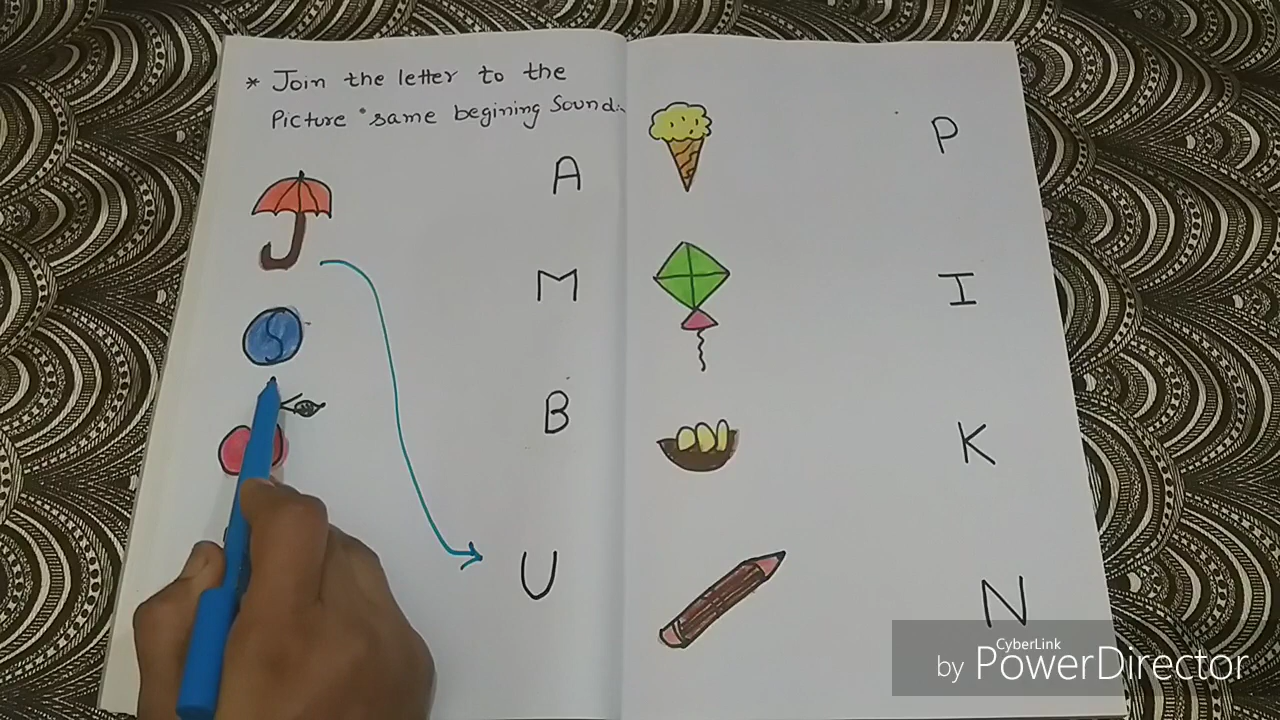 * Join the letter to the
Picture "same begining Sound..
A
M
B
U
P
I
K
N
CyberLink
by PowerDirector